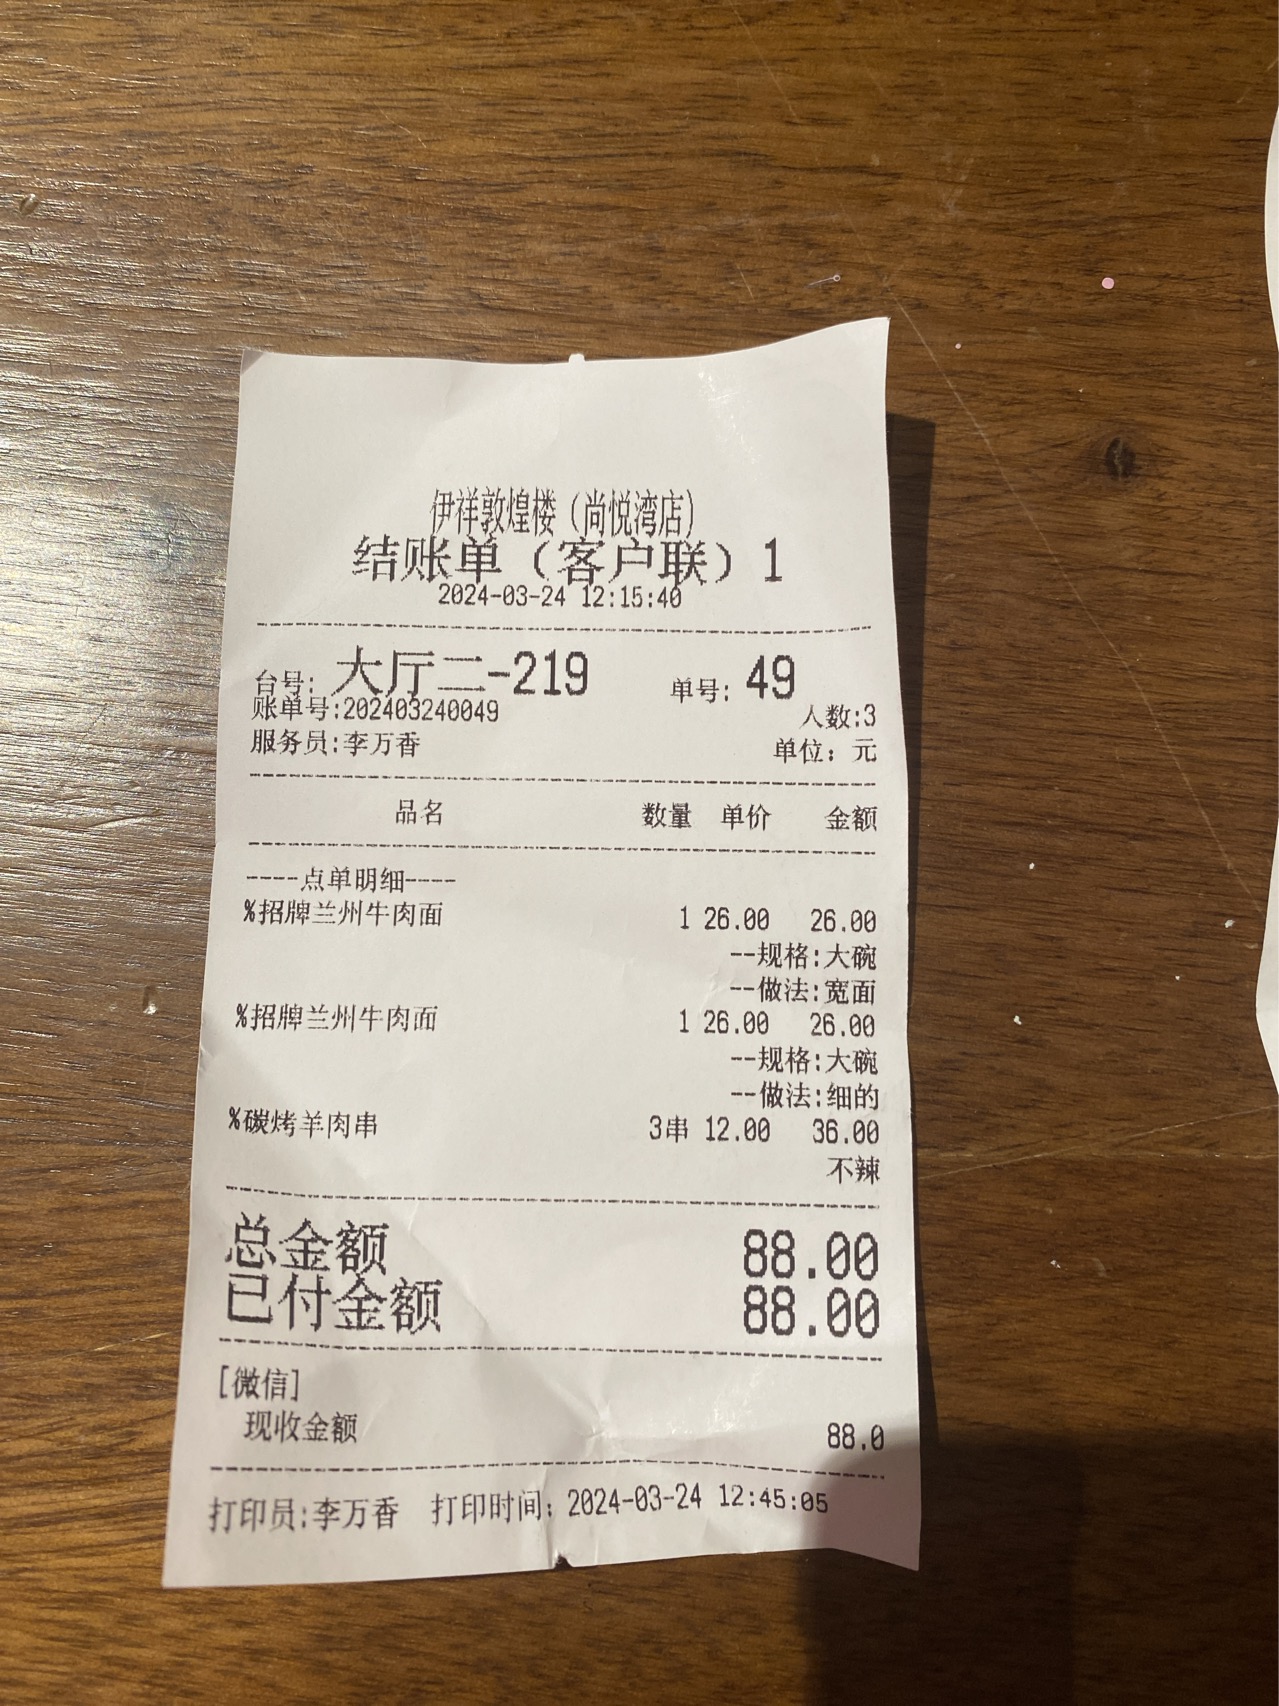 伊祥敦煌楼（尚悦湾店）
结账单（客户联）1
2024-03-24 12:15:40
台号: 大厅二-219 单号: 49
账单号:202403240049 人数:3
服务员:李万香 单位: 元
品名 数量 单价 金额
----点单明细----
%招牌兰州牛肉面 1 26.00 26.00
--规格:大碗
--做法:宽面
%招牌兰州牛肉面 1 26.00 26.00
--规格:大碗
--做法:细的
%碳烤羊肉串 3串 12.00 36.00
不辣
总金额 88.00
已付金额 88.00
[微信]
现收金额 88.0
打印员:李万香 打印时间: 2024-03-24 12:45:05